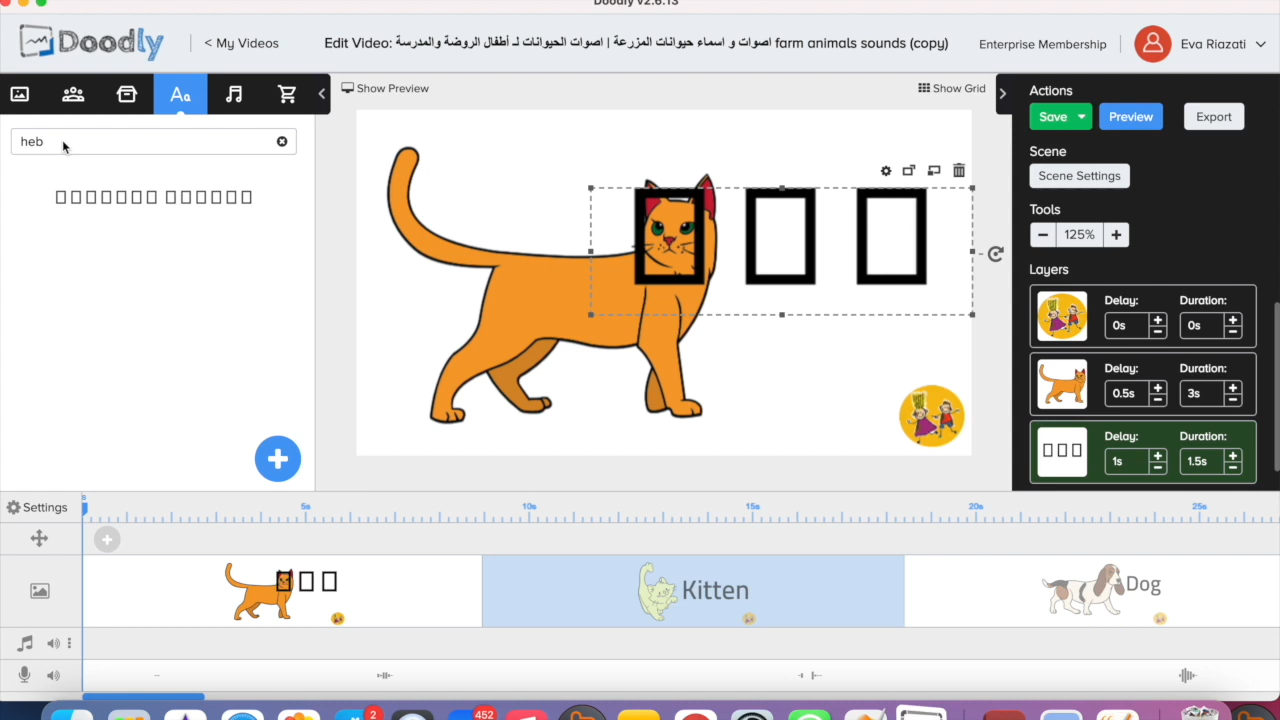 Doodly v2.6.13
Doodly
< My Videos
Edit Video: اصوات و اسماء حيوانات المزرعة | اصوات الحيوانات لـ أطفال الروضة والمدرسة farm animals sounds (copy)
Enterprise Membership
Eva Riazati
Aa
Show Preview
Show Grid
heb
Actions
Save
Preview
Export
Scene
Scene Settings
Tools
125%
Layers
Delay:
Duration:
0s
0s
Delay:
Duration:
0.5s
3s
Delay:
Duration:
1s
1.5s
Settings
s
5s
10s
15s
20s
25s
Kitten
Dog
2
452